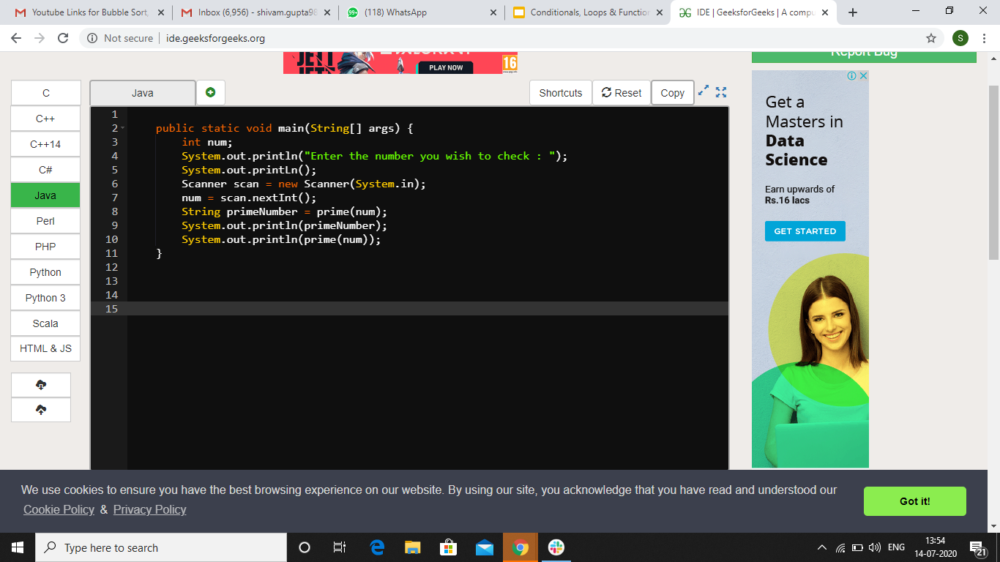 Youtube Links for Bubble Sort,
Inbox (6,956) - shivam.gupta98
99+ (118) WhatsApp
Conditionals, Loops & Function
IDE | GeeksforGeeks | A compu
Not secure | ide.geeksforgeeks.org
S
PLAY NOW
16
Report Bug
C
C++
C++14
C#
Java
Perl
PHP
Python
Python 3
Scala
HTML & JS
Java
Shortcuts
Reset
Copy
1
2 public static void main(String[] args) {
3 int num;
4 System.out.println("Enter the number you wish to check : ");
5 System.out.printLn();
6 Scanner scan = new Scanner(System.in);
7 num = scan.nextInt();
8 String primeNumber = prime(num);
9 System.out.println(primeNumber);
10 System.out.println(prime(num));
11 }
12
13
14
15
Get a
Masters in
Data
Science
Earn upwards of
Rs.16 lacs
GET STARTED
We use cookies to ensure you have the best browsing experience on our website. By using our site, you acknowledge that you have read and understood our
Cookie Policy & Privacy Policy
Got it!
Type here to search
ENG
13:54
14-07-2020
21